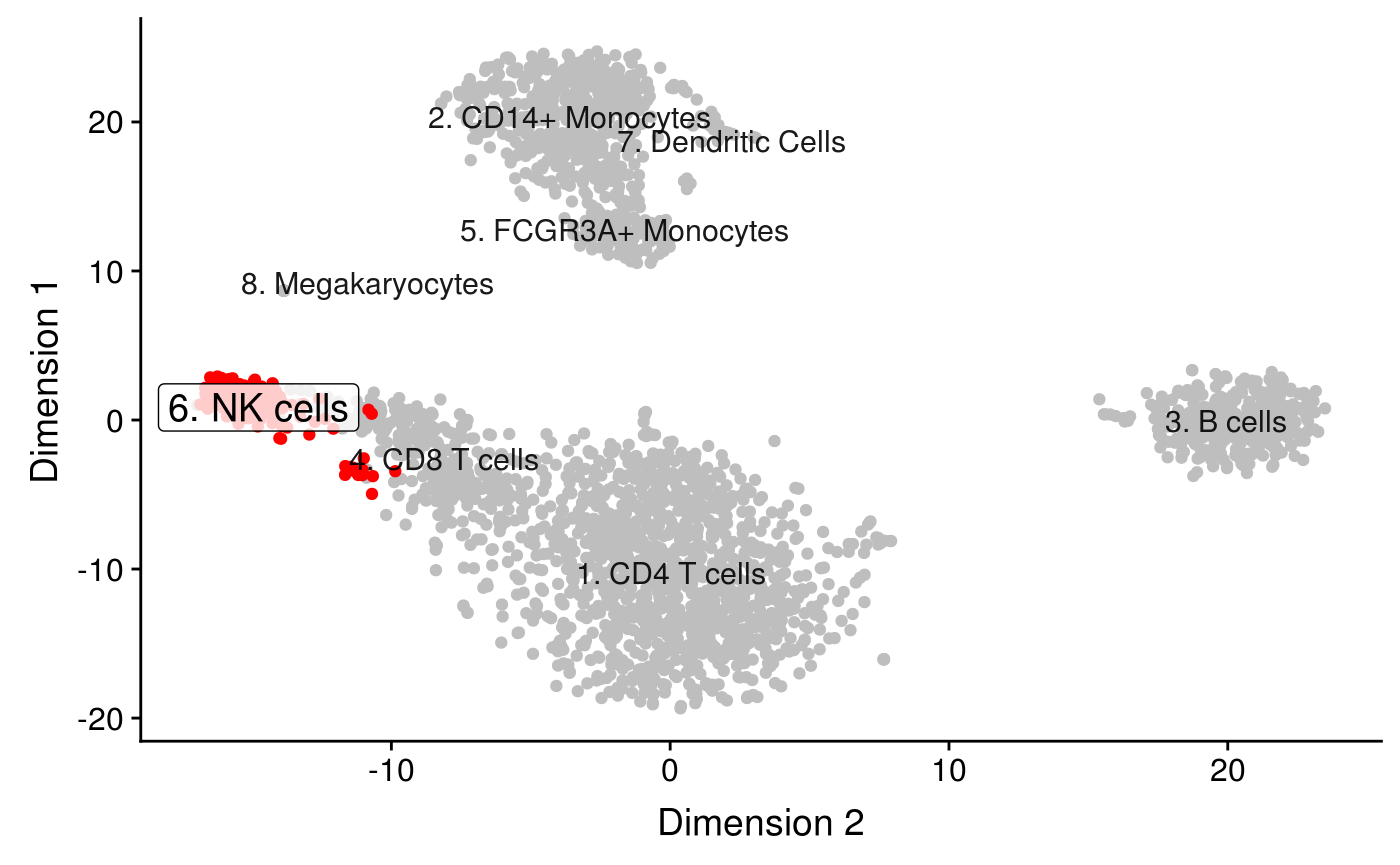 20
10
0
-10
-20
Dimension 1
2. CD14+ Monocytes
7. Dendritic Cells
5. FCGR3A+ Monocytes
8. Megakaryocytes
6. NK cells
3. B cells
4. CD8 T cells
1. CD4 T cells
-10
0
10
20
Dimension 2